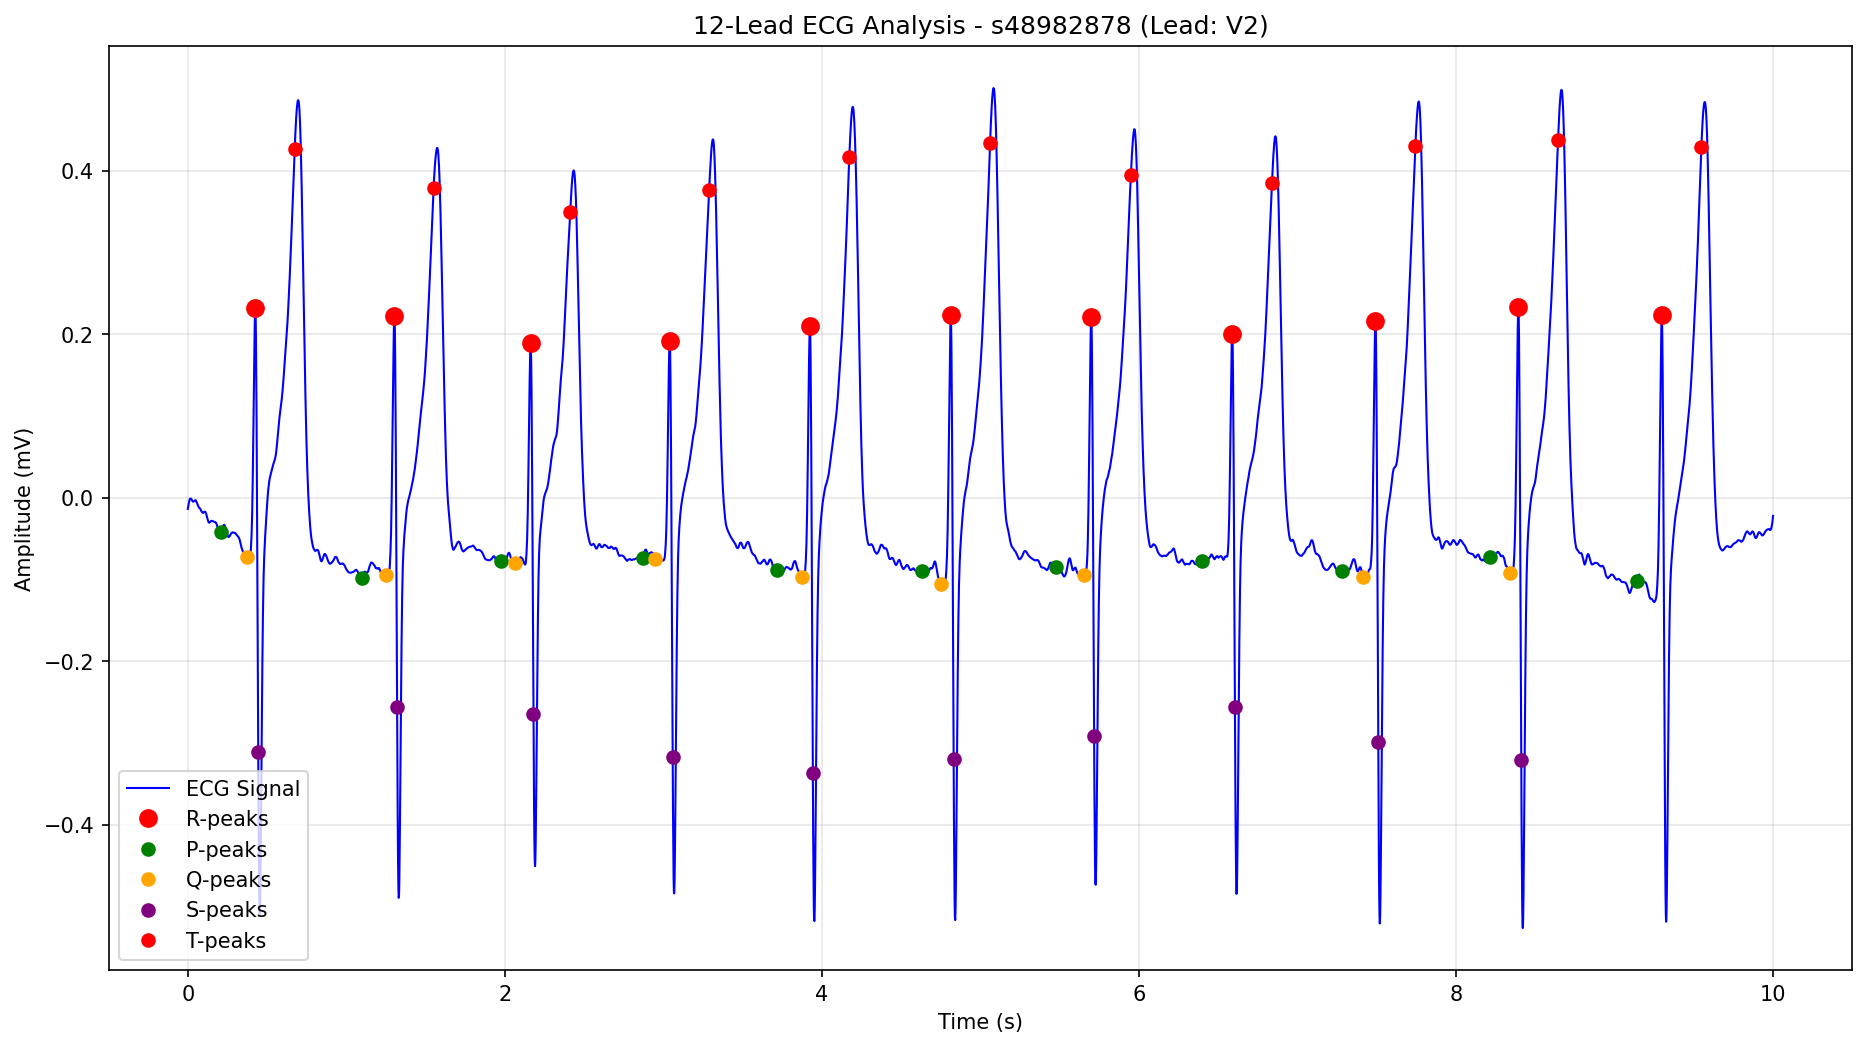 12-Lead ECG Analysis - s48982878 (Lead: V2)
Amplitude (mV)
0.4
0.2
0.0
−0.2
−0.4
ECG Signal
R-peaks
P-peaks
Q-peaks
S-peaks
T-peaks
0 2 4 6 8 10
Time (s)